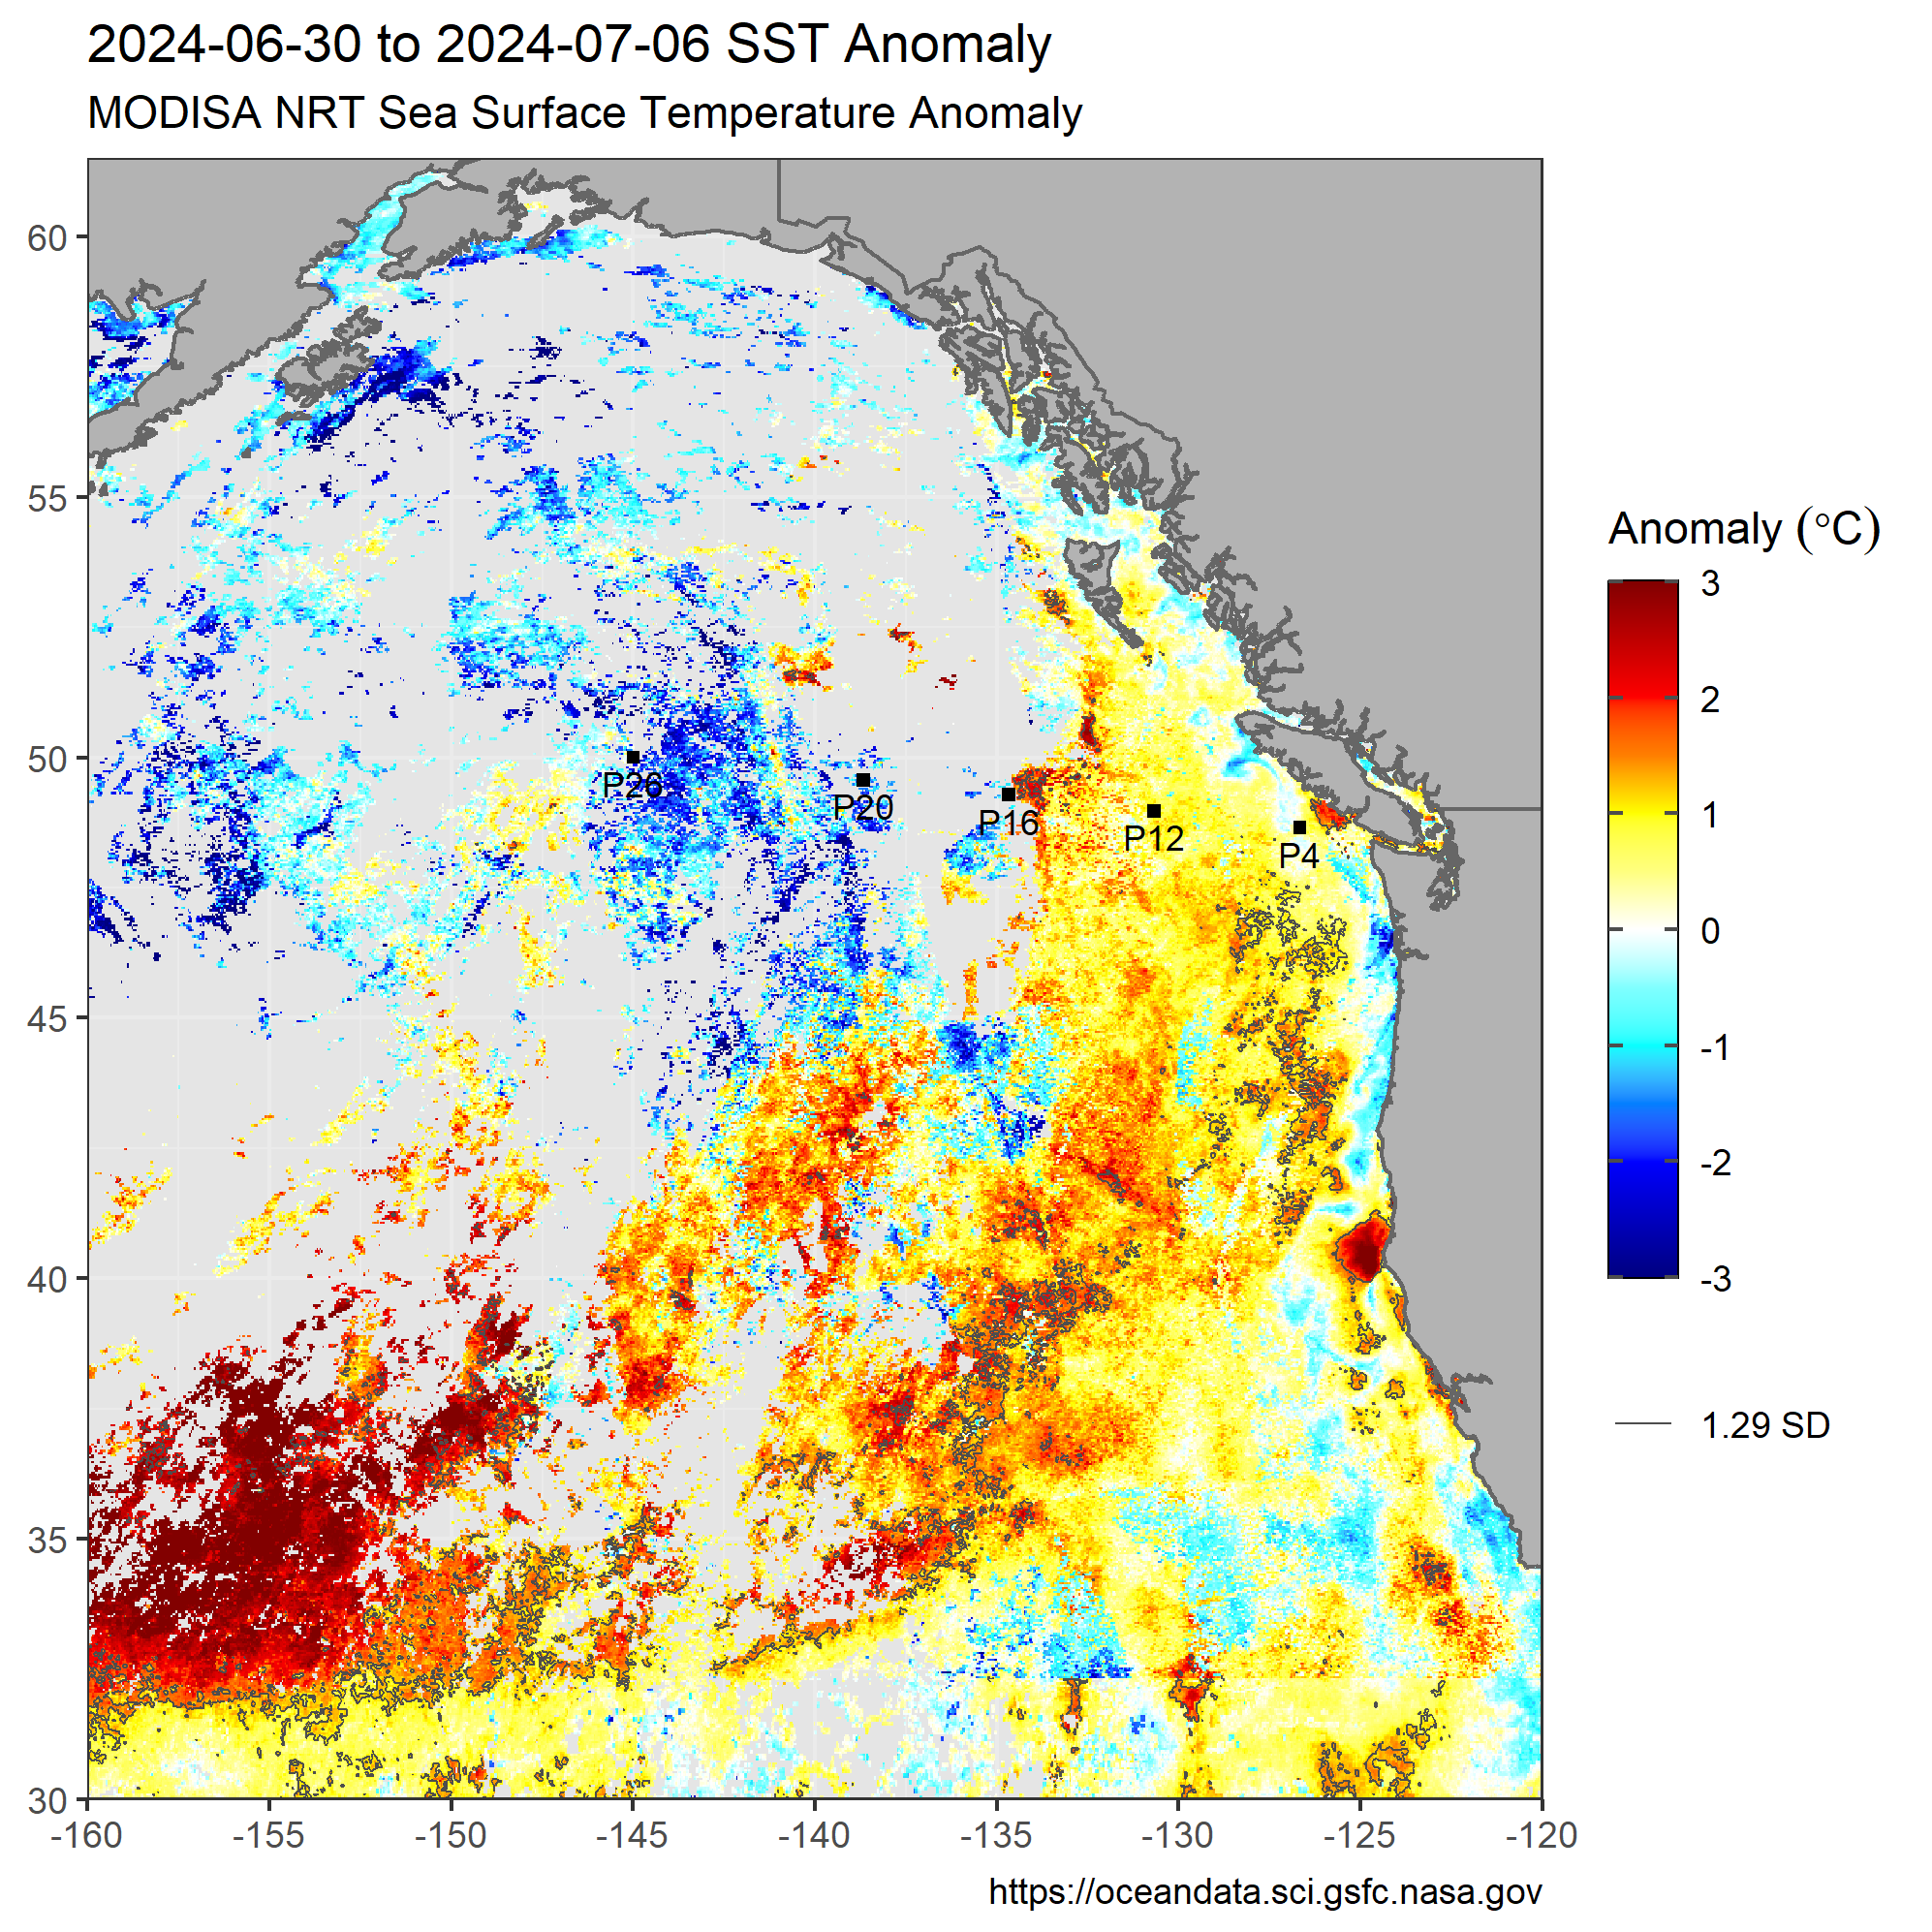 2024-06-30 to 2024-07-06 SST Anomaly
MODISA NRT Sea Surface Temperature Anomaly
60
55
50
45
40
35
30
P26
P20
P16
P12
P4
-160
-155
-150
-145
-140
-135
-130
-125
-120
Anomaly (°C)
3
2
1
0
-1
-2
-3
1.29 SD
https://oceandata.sci.gsfc.nasa.gov